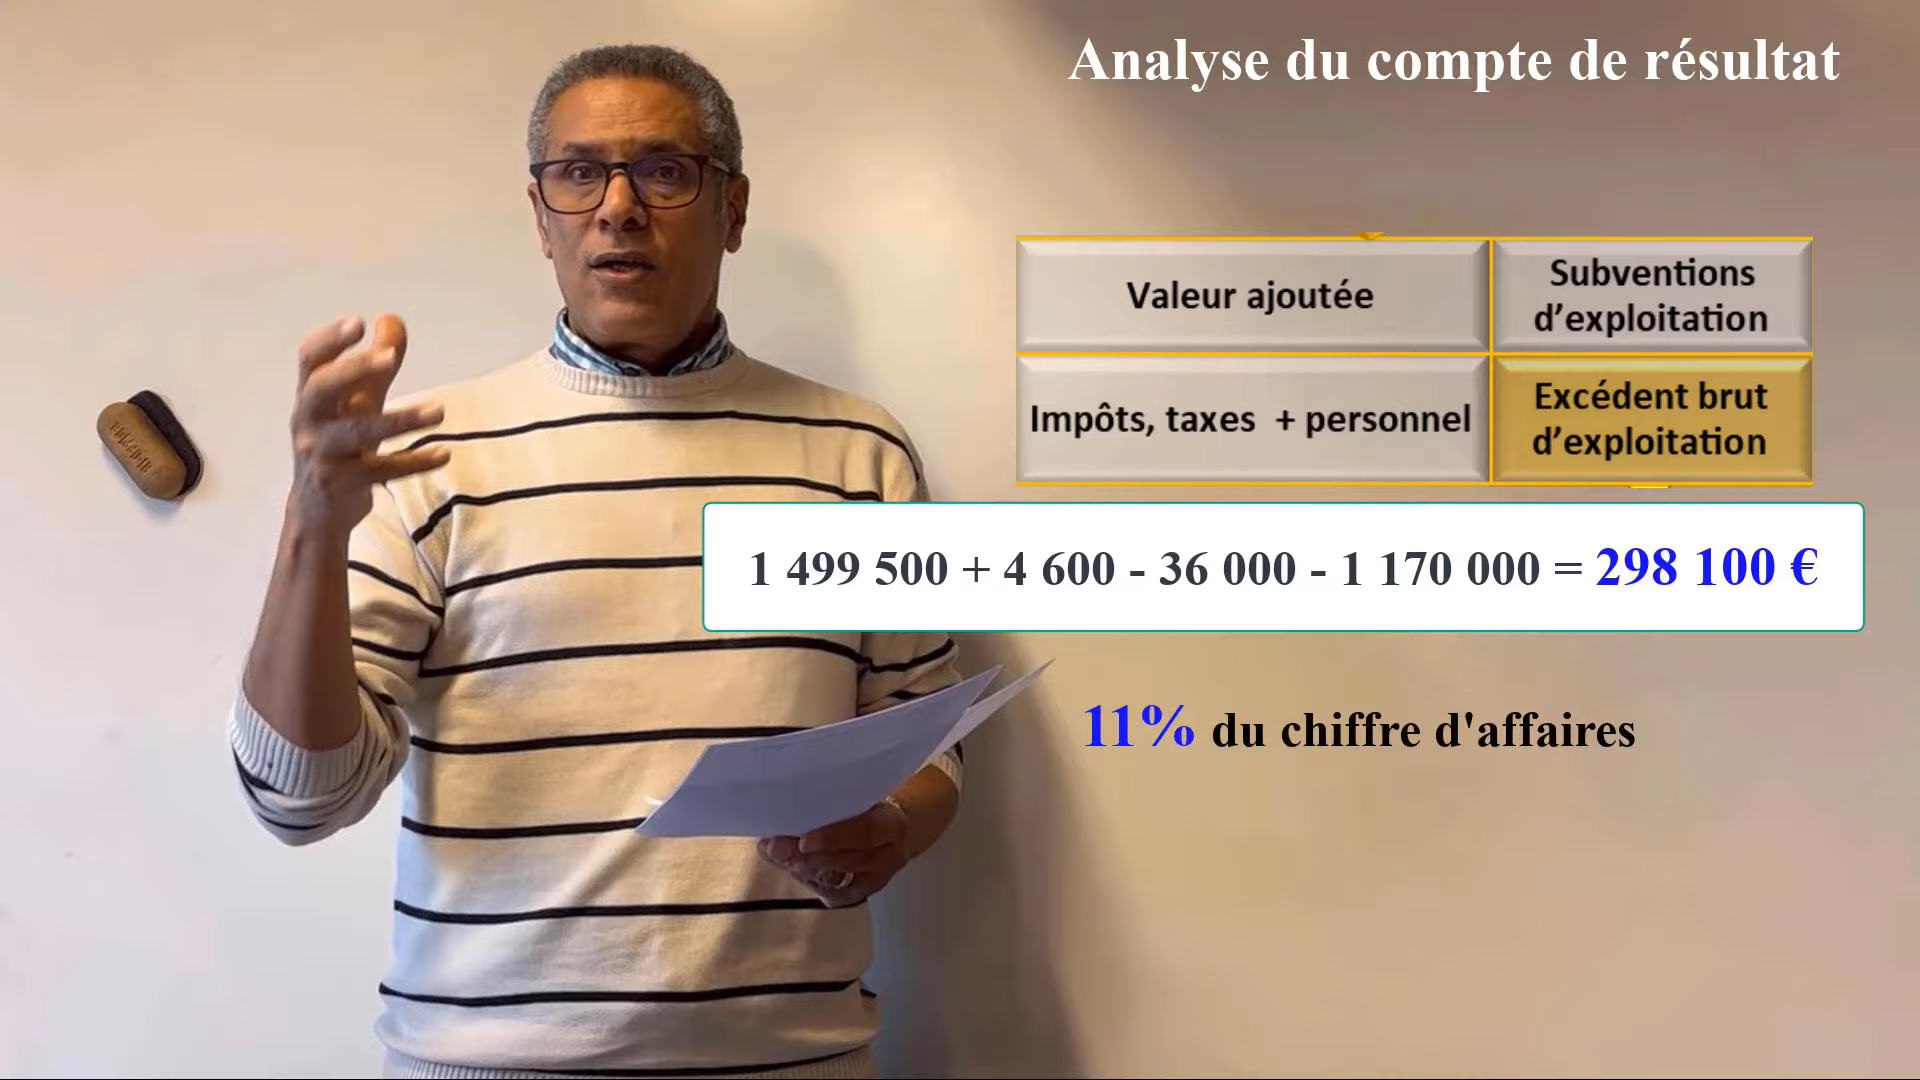 Analyse du compte de résultat
Valeur ajoutée
Subventions
d’exploitation
Impôts, taxes + personnel
Excédent brut
d’exploitation
1 499 500 + 4 600 - 36 000 - 1 170 000 = 298 100 €
11% du chiffre d'affaires